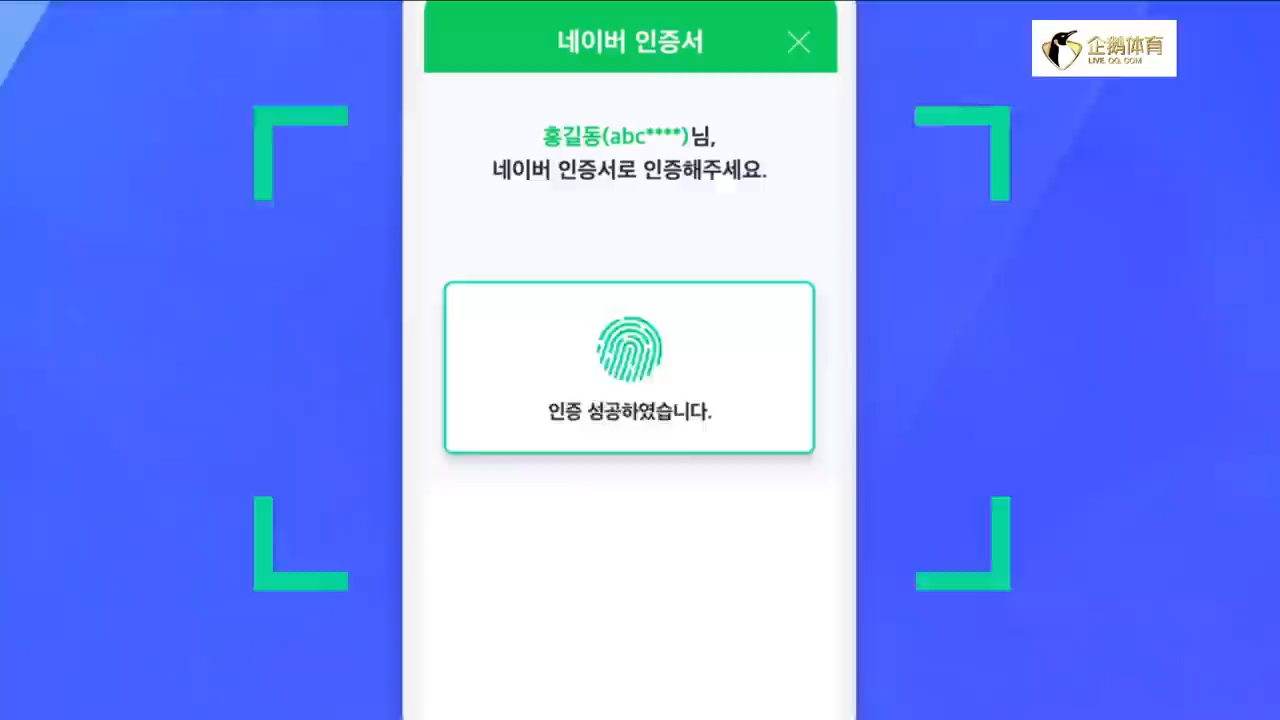 네이버 인증서
企鹅体育
LIVE.QQ.COM
홍길동(abc****)님,
네이버 인증서로 인증해주세요.
인증 성공하였습니다.